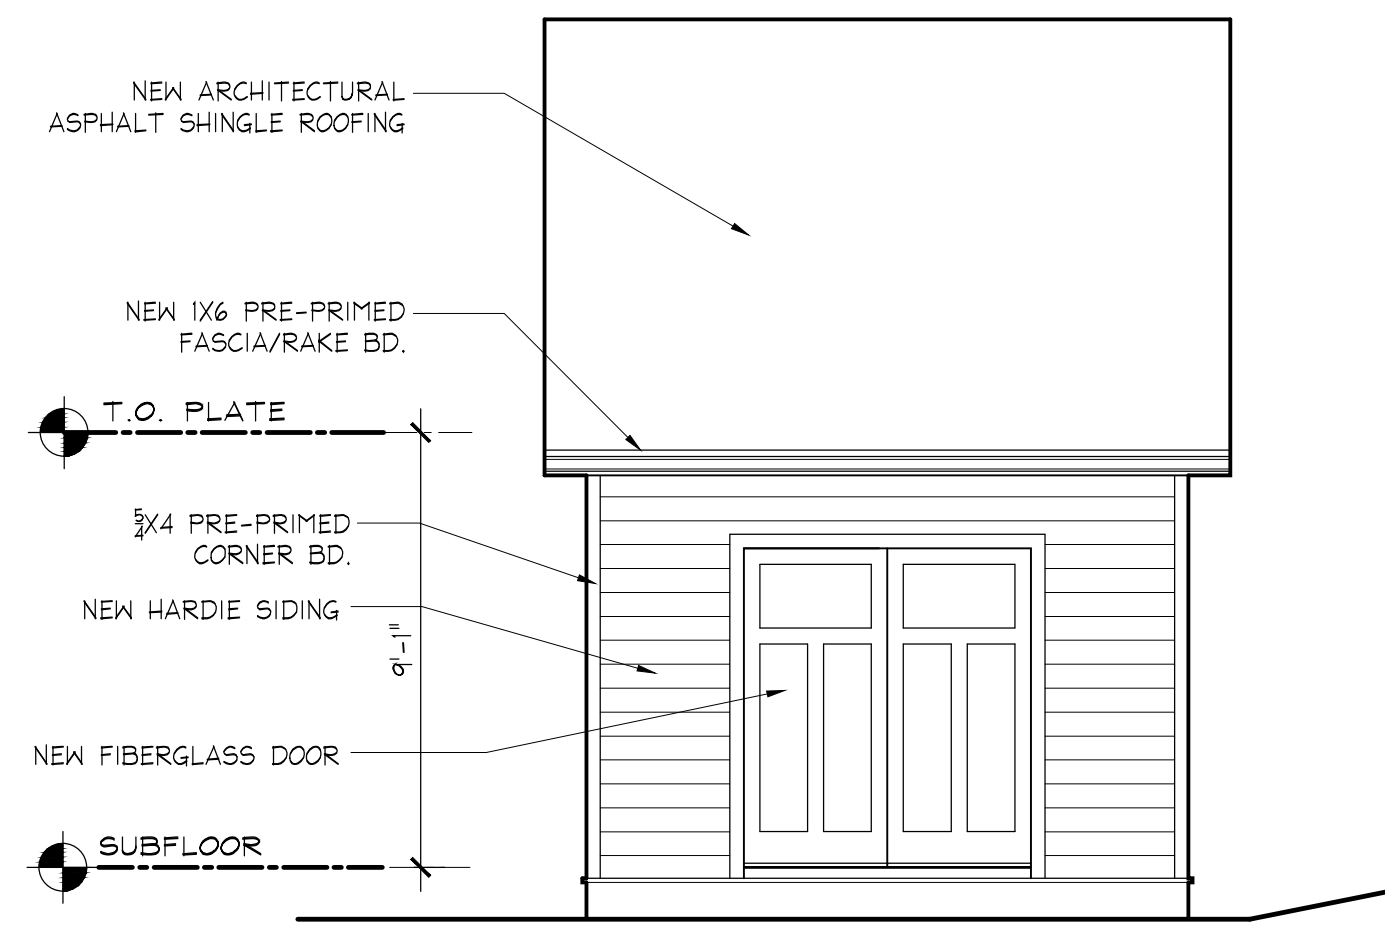 NEW ARCHITECTURAL
ASPHALT SHINGLE ROOFING
NEW 1X6 PRE-PRIMED
FASCIA/RAKE BD.
T.O. PLATE
5/4X4 PRE-PRIMED
CORNER BD.
NEW HARDIE SIDING
9'-1"
NEW FIBERGLASS DOOR
SUBFLOOR